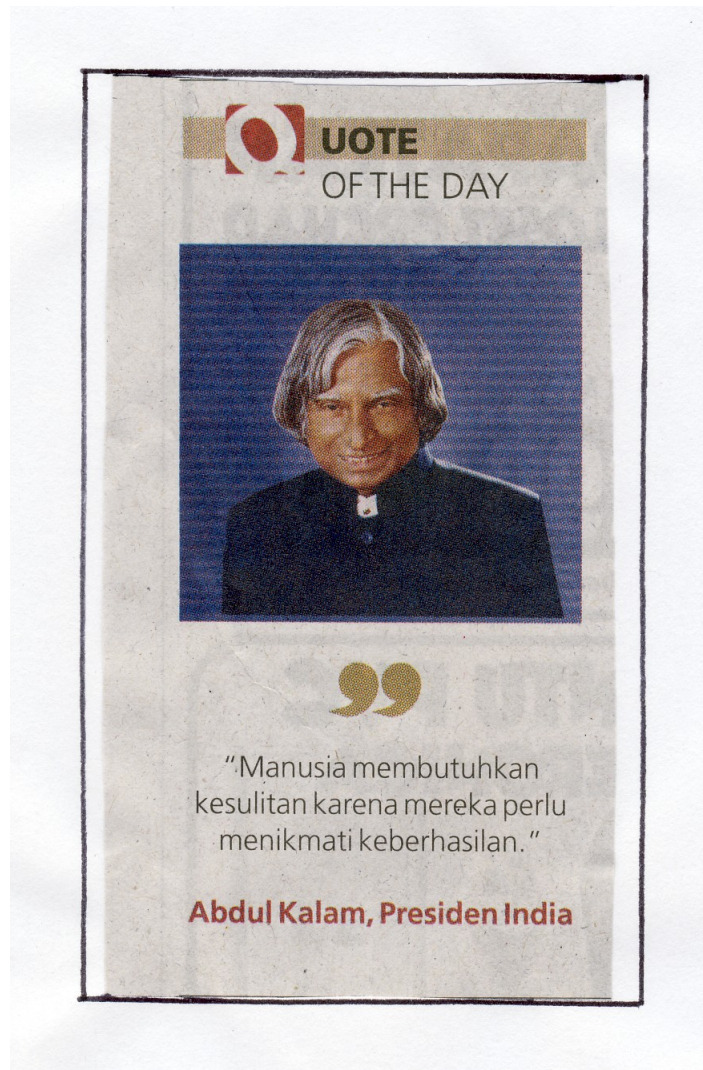 QUOTE
OF THE DAY
”
“Manusia membutuhkan
kesulitan karena mereka perlu
menikmati keberhasilan.”
Abdul Kalam, Presiden India